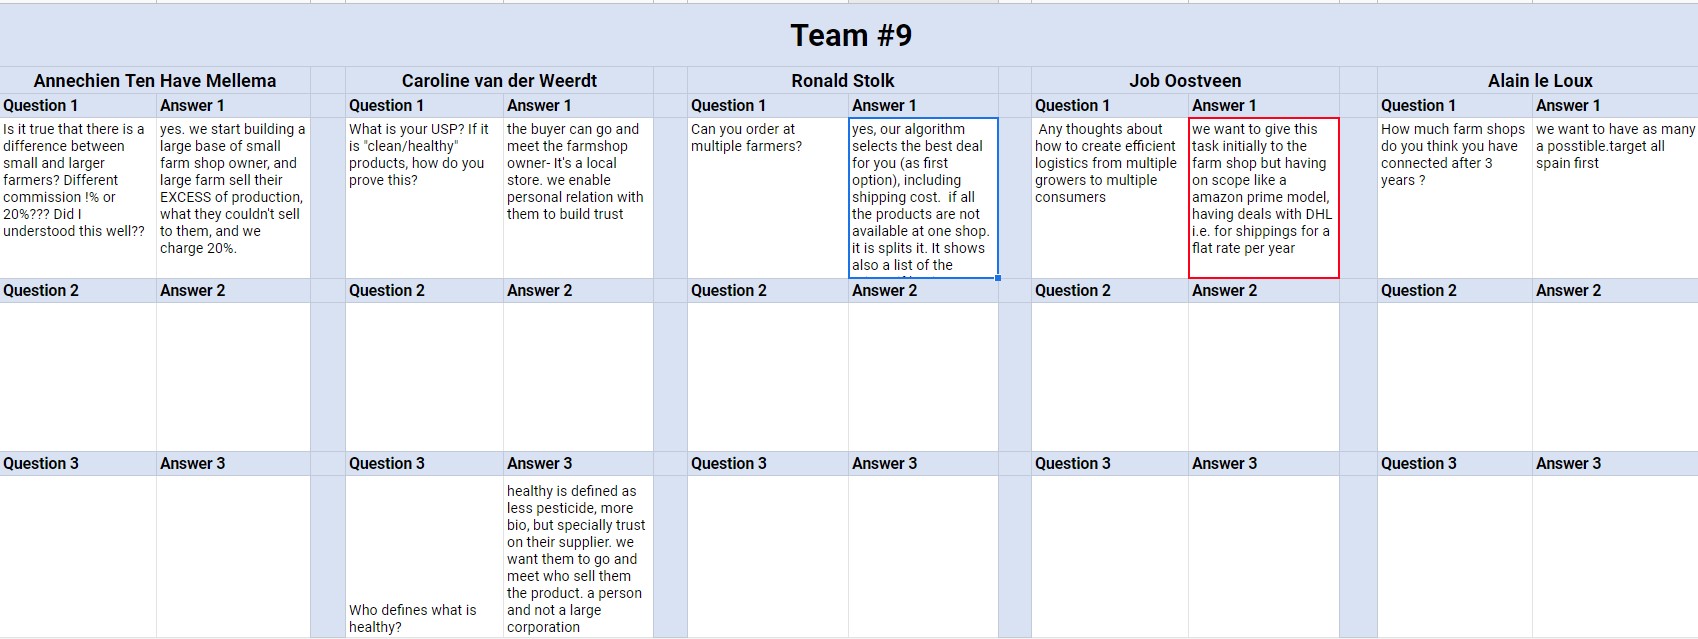 Team #9
Annechien Ten Have Mellema
Caroline van der Weerdt
Ronald Stolk
Job Oostveen
Alain le Loux
Question 1
Answer 1
Question 1
Answer 1
Question 1
Answer 1
Question 1
Answer 1
Question 1
Answer 1
Is it true that there is a
difference between
small and larger
farmers? Different
commission !% or
20%??? Did I
understood this well??
yes. we start building a
large base of small
farm shop owner, and
large farm sell their
EXCESS of production,
what they couldn't sell
to them, and we
charge 20%.
What is your USP? If it
is "clean/healthy"
products, how do you
prove this?
the buyer can go and
meet the farmshop
owner- It's a local
store. we enable
personal relation with
them to build trust
Can you order at
multiple farmers?
yes, our algorithm
selects the best deal
for you (as first
option), including
shipping cost.  if all
the products are not
available at one shop.
it is splits it. It shows
also a list of the
Any thoughts about
how to create efficient
logistics from multiple
growers to multiple
consumers
we want to give this
task initially to the
farm shop but having
on scope like a
amazon prime model,
having deals with DHL
i.e. for shippings for a
flat rate per year
How much farm shops
do you think you have
connected after 3
years ?
we want to have as many
a posstible.target all
spain first
Question 2
Answer 2
Question 2
Answer 2
Question 2
Answer 2
Question 2
Answer 2
Question 2
Answer 2
Question 3
Answer 3
Question 3
Answer 3
Question 3
Answer 3
Question 3
Answer 3
Question 3
Answer 3
Who defines what is
healthy?
healthy is defined as
less pesticide, more
bio, but specially trust
on their supplier. we
want them to go and
meet who sell them
the product. a person
and not a large
corporation